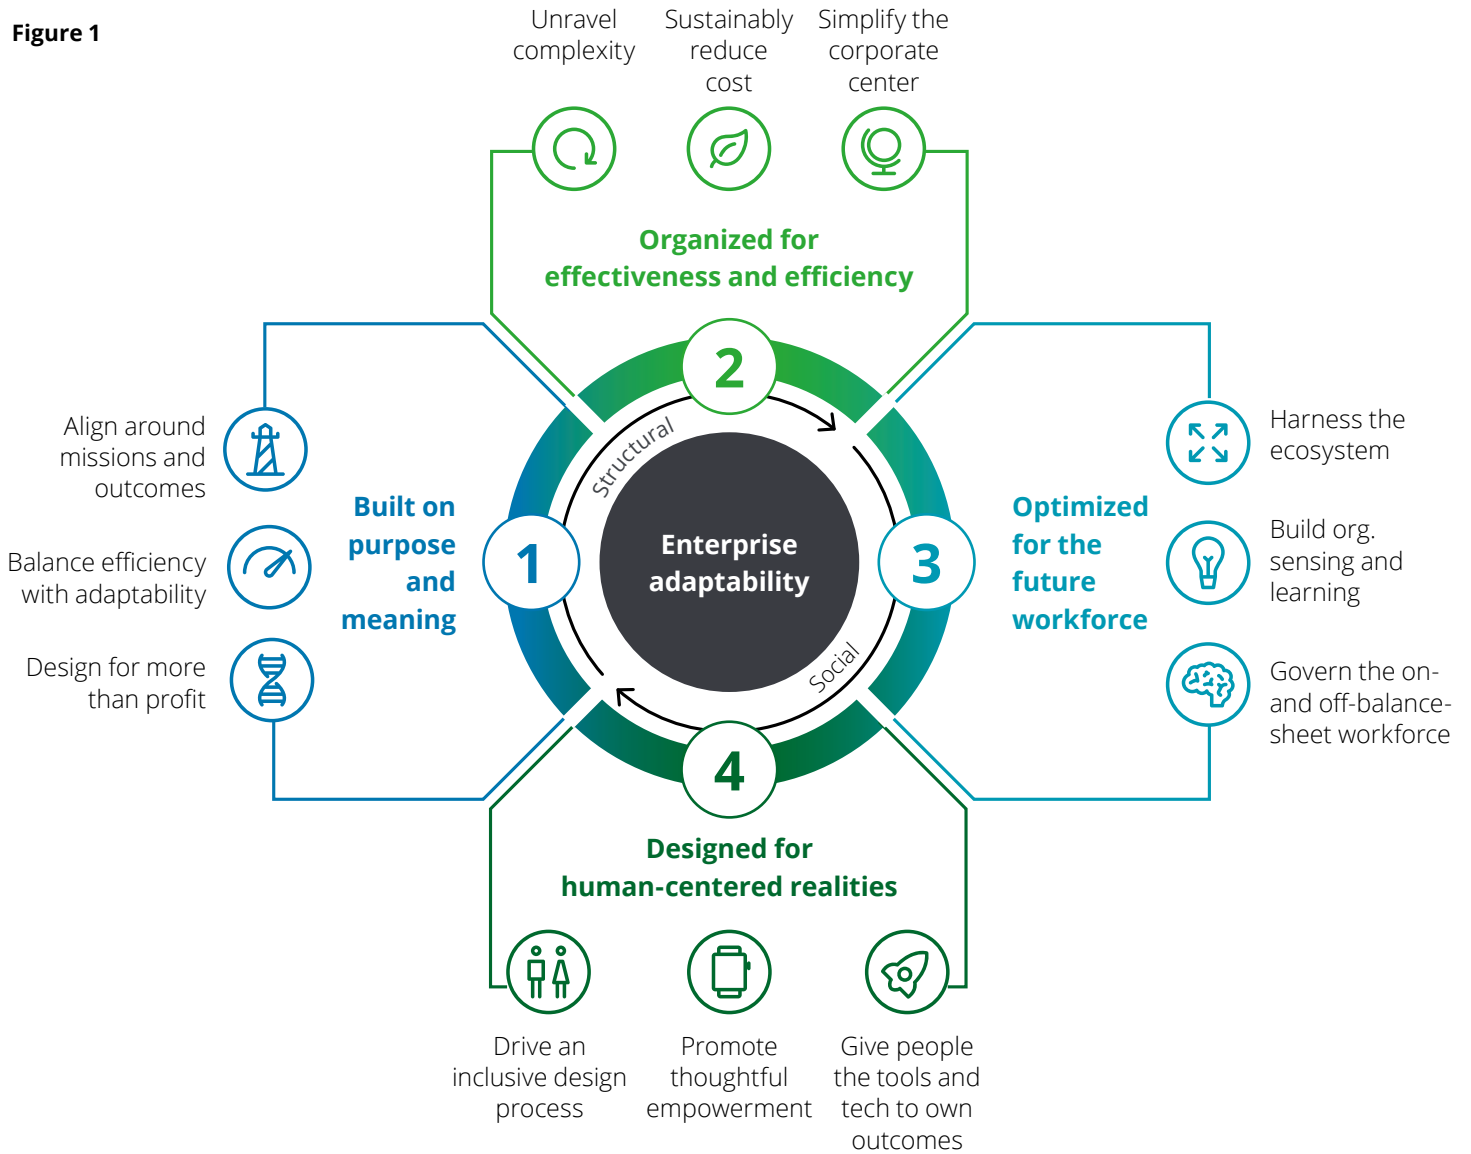 Figure 1
Unravel
complexity
Sustainably
reduce
cost
Simplify the
corporate
center
Organized for
effectiveness and efficiency
2
Structural
Align around
missions and
outcomes
Balance efficiency
with adaptability
Design for more
than profit
Built on
purpose
and
meaning
1
Enterprise
adaptability
3
Optimized
for the
future
workforce
Harness the
ecosystem
Build org.
sensing and
learning
Govern the on-
and off-balance-
sheet workforce
Social
4
Designed for
human-centered realities
Drive an
inclusive design
process
Promote
thoughtful
empowerment
Give people
the tools and
tech to own
outcomes